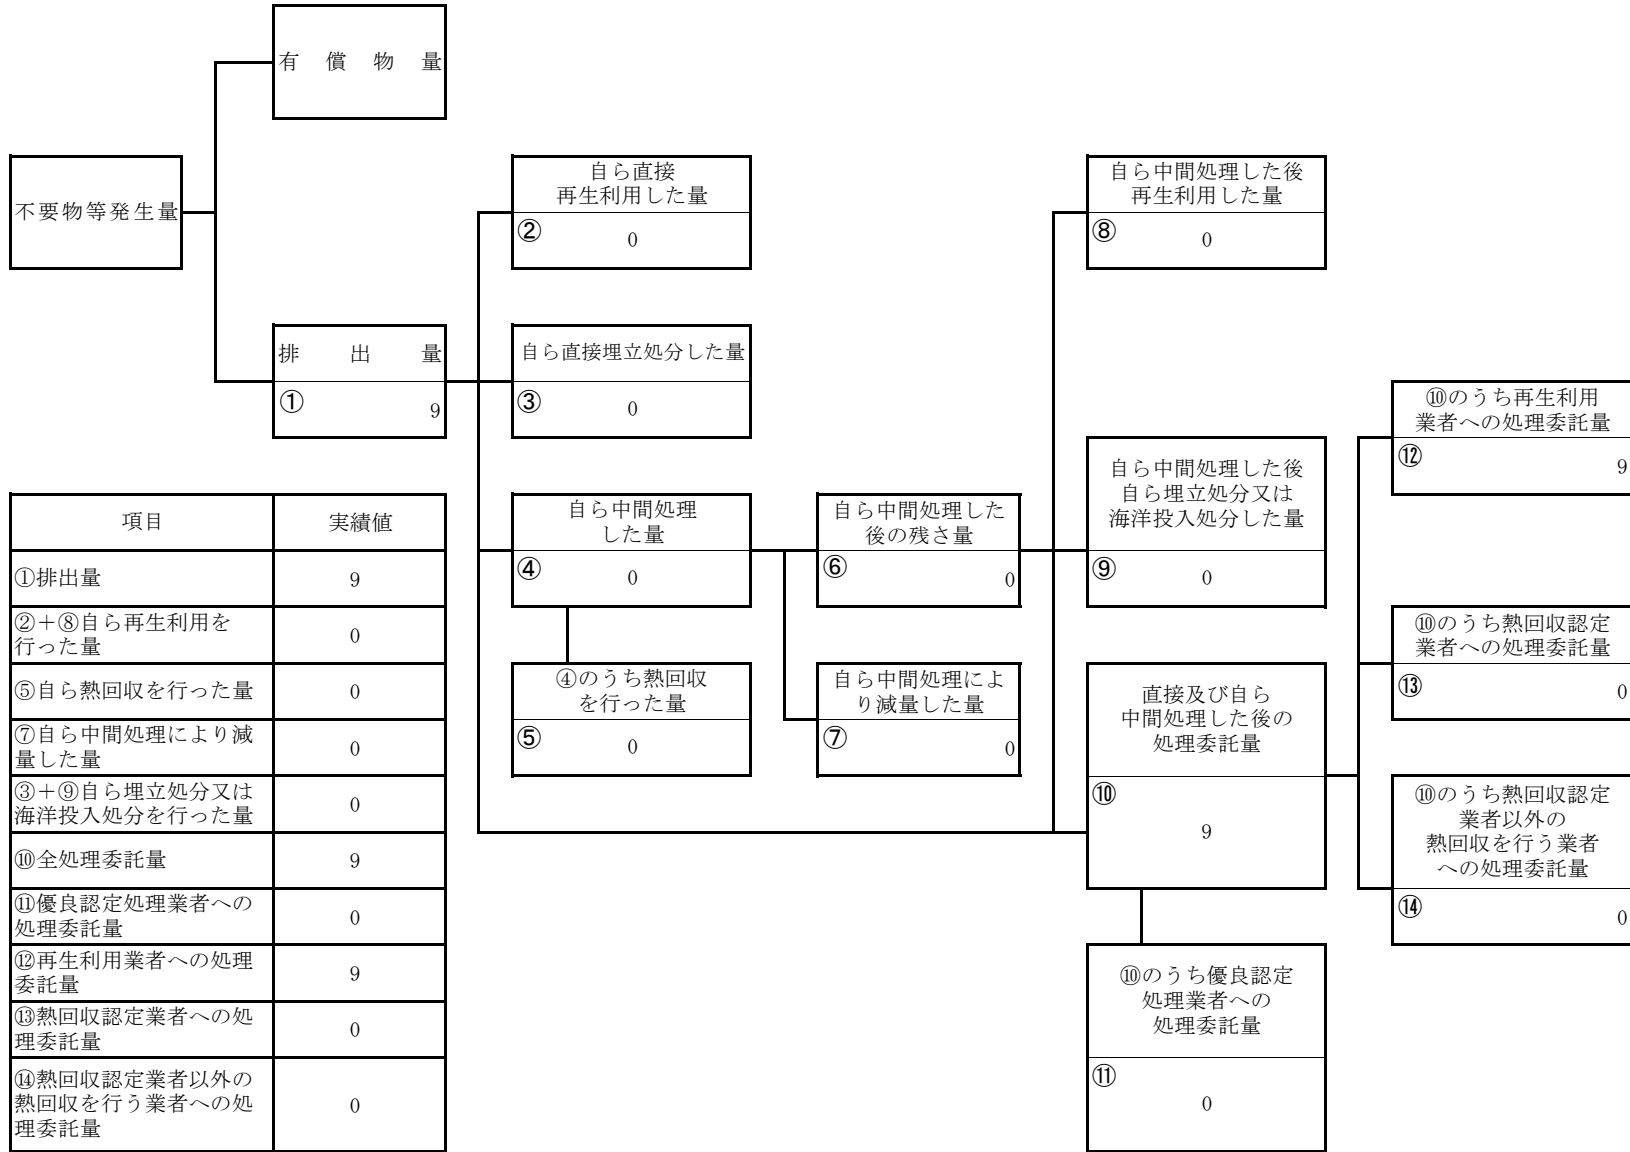 有償物量
不要物等発生量
排出量
①
9
自ら直接
再生利用した量
②
0
自ら直接埋立処分した量
③
0
自ら中間処理
した量
④
0
④のうち熱回収
を行った量
⑤
0
自ら中間処理した
後の残さ量
⑥
0
自ら中間処理によ
り減量した量
⑦
0
自ら中間処理した後
再生利用した量
⑧
0
自ら中間処理した後
自ら埋立処分又は
海洋投入処分した量
⑨
0
直接及び自ら
中間処理した後の
処理委託量
⑩
9
⑩のうち優良認定
処理業者への
処理委託量
⑪
0
⑩のうち再生利用
業者への処理委託量
⑫
9
⑩のうち熱回収認定
業者への処理委託量
⑬
0
⑩のうち熱回収認定
業者以外の
熱回収を行う業者
への処理委託量
⑭
0
項目 実績値
①排出量 9
②+⑧自ら再生利用を
行った量 0
⑤自ら熱回収を行った量 0
⑦自ら中間処理により減
量した量 0
③+⑨自ら埋立処分又は
海洋投入処分を行った量 0
⑩全処理委託量 9
⑪優良認定処理業者への
処理委託量 0
⑫再生利用業者への処理
委託量 9
⑬熱回収認定業者への処
理委託量 0
⑭熱回収認定業者以外の
熱回収を行う業者への処
理委託量 0